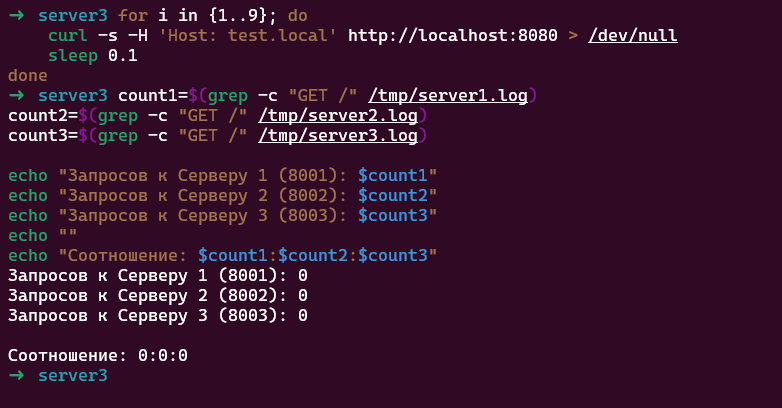 → server3 for i in {1..9}; do
    curl -s -H 'Host: test.local' http://localhost:8080 > /dev/null
    sleep 0.1
done
→ server3 count1=$(grep -c "GET /" /tmp/server1.log)
count2=$(grep -c "GET /" /tmp/server2.log)
count3=$(grep -c "GET /" /tmp/server3.log)

echo "Запросов к Серверу 1 (8001): $count1"
echo "Запросов к Серверу 2 (8002): $count2"
echo "Запросов к Серверу 3 (8003): $count3"
echo ""
echo "Соотношение: $count1:$count2:$count3"
Запросов к Серверу 1 (8001): 0
Запросов к Серверу 2 (8002): 0
Запросов к Серверу 3 (8003): 0

Соотношение: 0:0:0
→ server3